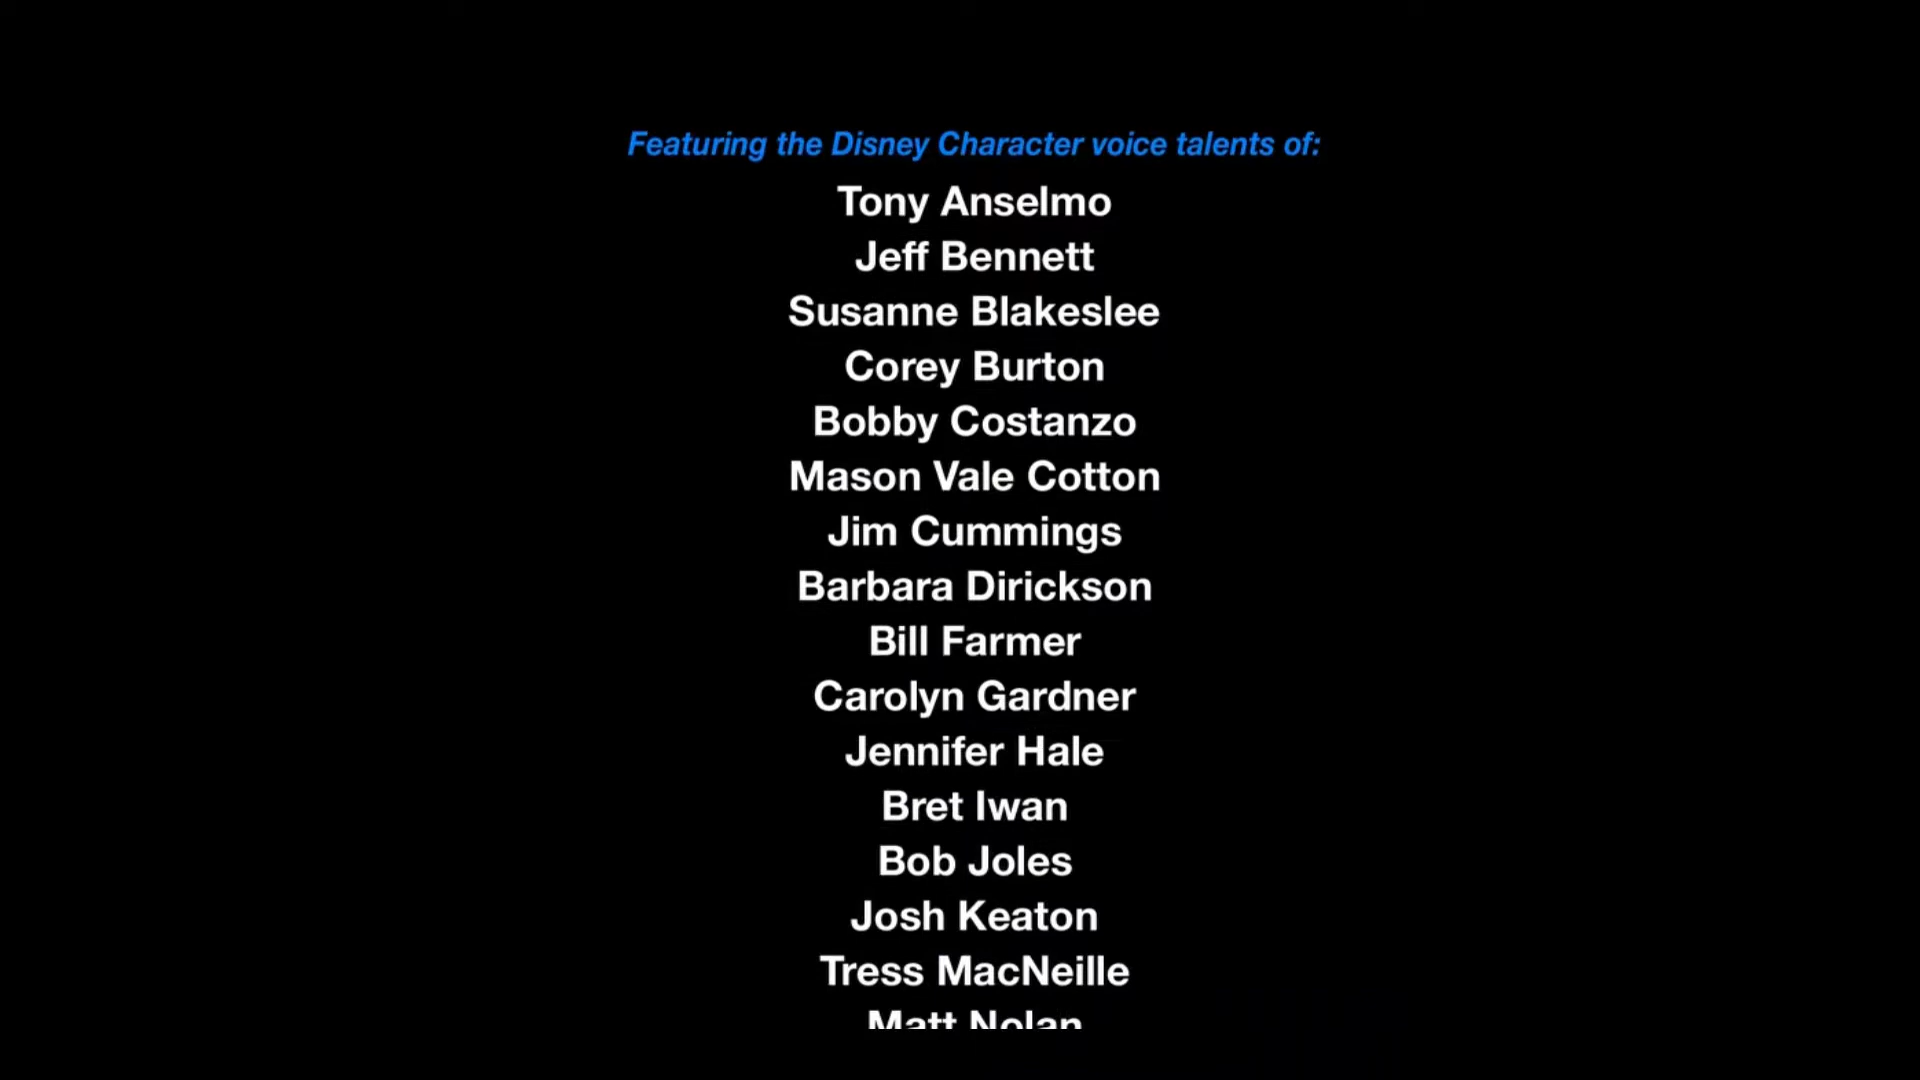 Featuring the Disney Character voice talents of:
Tony Anselmo
Jeff Bennett
Susanne Blakeslee
Corey Burton
Bobby Costanzo
Mason Vale Cotton
Jim Cummings
Barbara Dirickson
Bill Farmer
Carolyn Gardner
Jennifer Hale
Bret Iwan
Bob Joles
Josh Keaton
Tress MacNeille
Matt Nolan